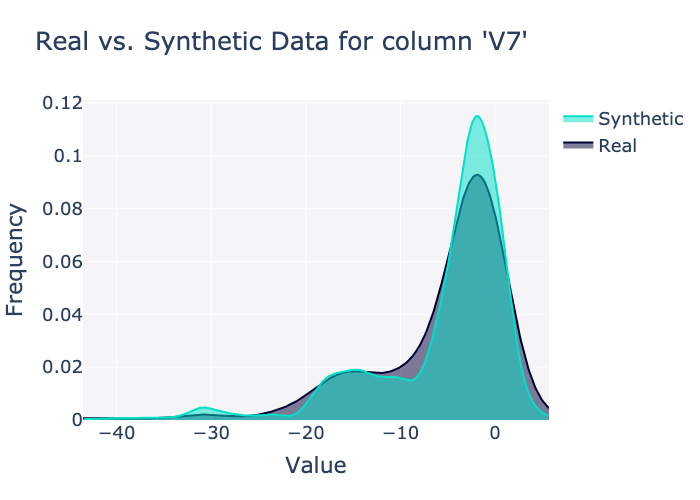 Real vs. Synthetic Data for column 'V7'
0.12
0.1
0.08
0.06
0.04
0.02
0
−40
−30
−20
−10
0
Value
Frequency
Synthetic
Real